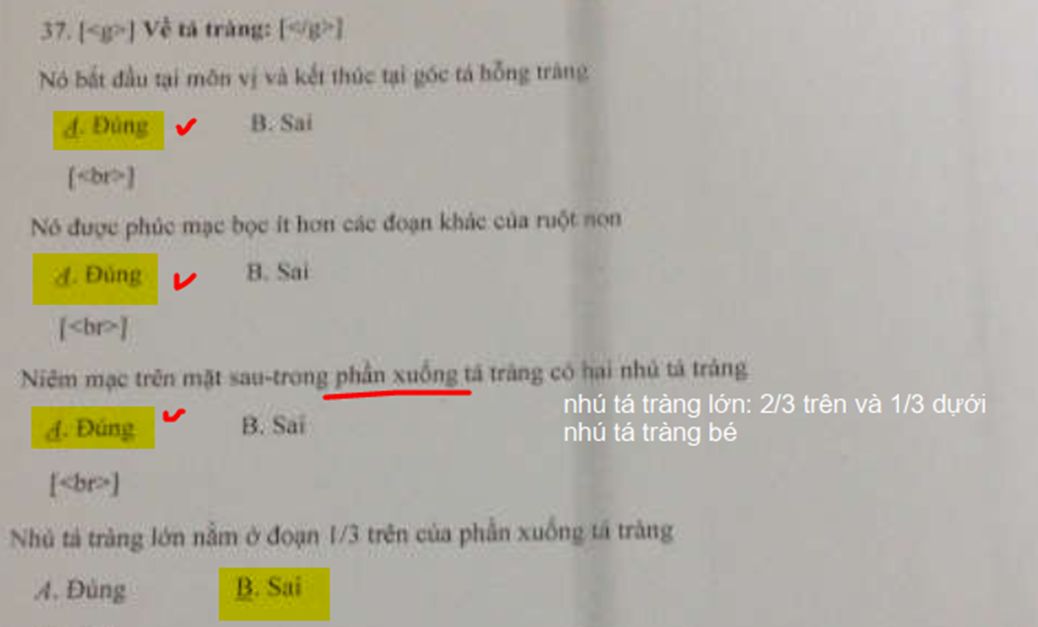 37. [<g>] Về tá tràng: [</g>]
Nó bắt đầu tại môn vị và kết thúc tại góc tá hỗng tràng
A. Đúng B. Sai
[<br>]
Nó được phúc mạc bọc ít hơn các đoạn khác của ruột non
A. Đúng B. Sai
[<br>]
Niêm mạc trên mặt sau-trong phần xuống tá tràng có hai nhú tá tràng
nhú tá tràng lớn: 2/3 trên và 1/3 dưới
A. Đúng B. Sai
nhú tá tràng bé
[<br>]
Nhú tá tràng lớn nằm ở đoạn 1/3 trên của phần xuống tá tràng
A. Đúng B. Sai